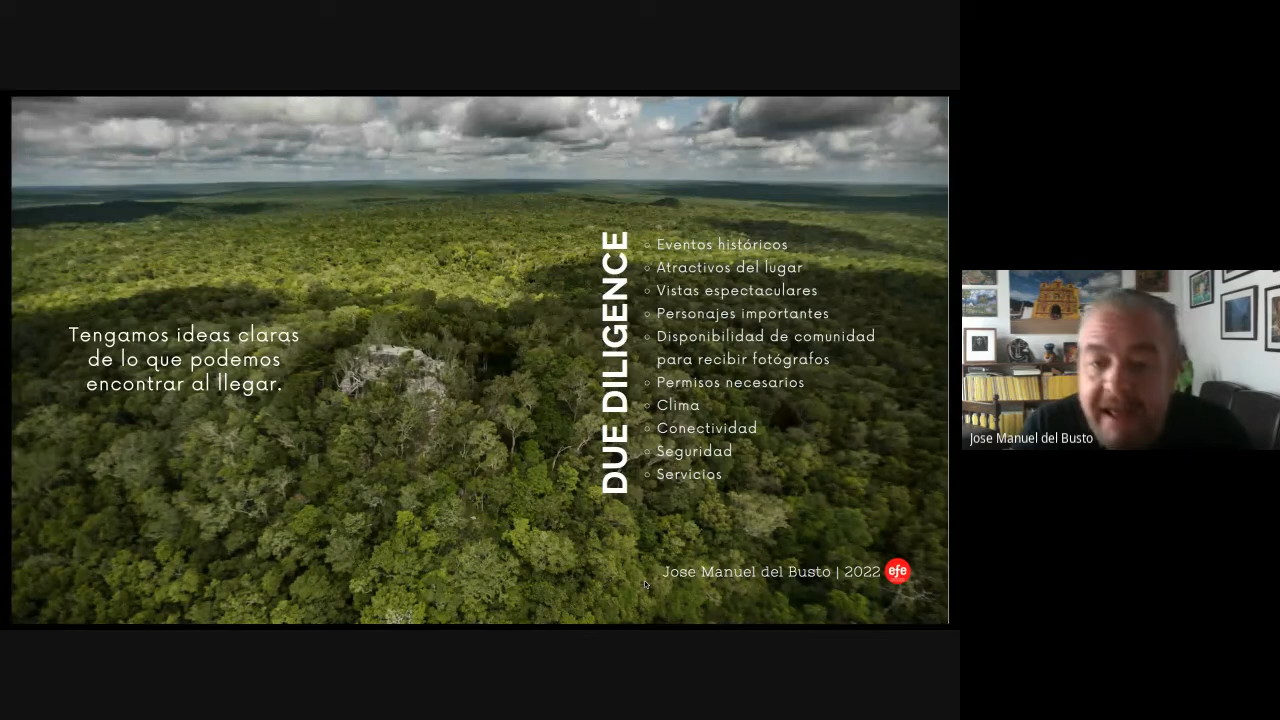 Tengamos ideas claras
de lo que podemos
encontrar al llegar.
DUE DILIGENCE
Eventos históricos
Atractivos del lugar
Vistas espectaculares
Personajes importantes
Disponibilidad de comunidad
para recibir fotógrafos
Permisos necesarios
Clima
Conectividad
Seguridad
Servicios
Jose Manuel del Busto | 2022
efe
Jose Manuel del Busto